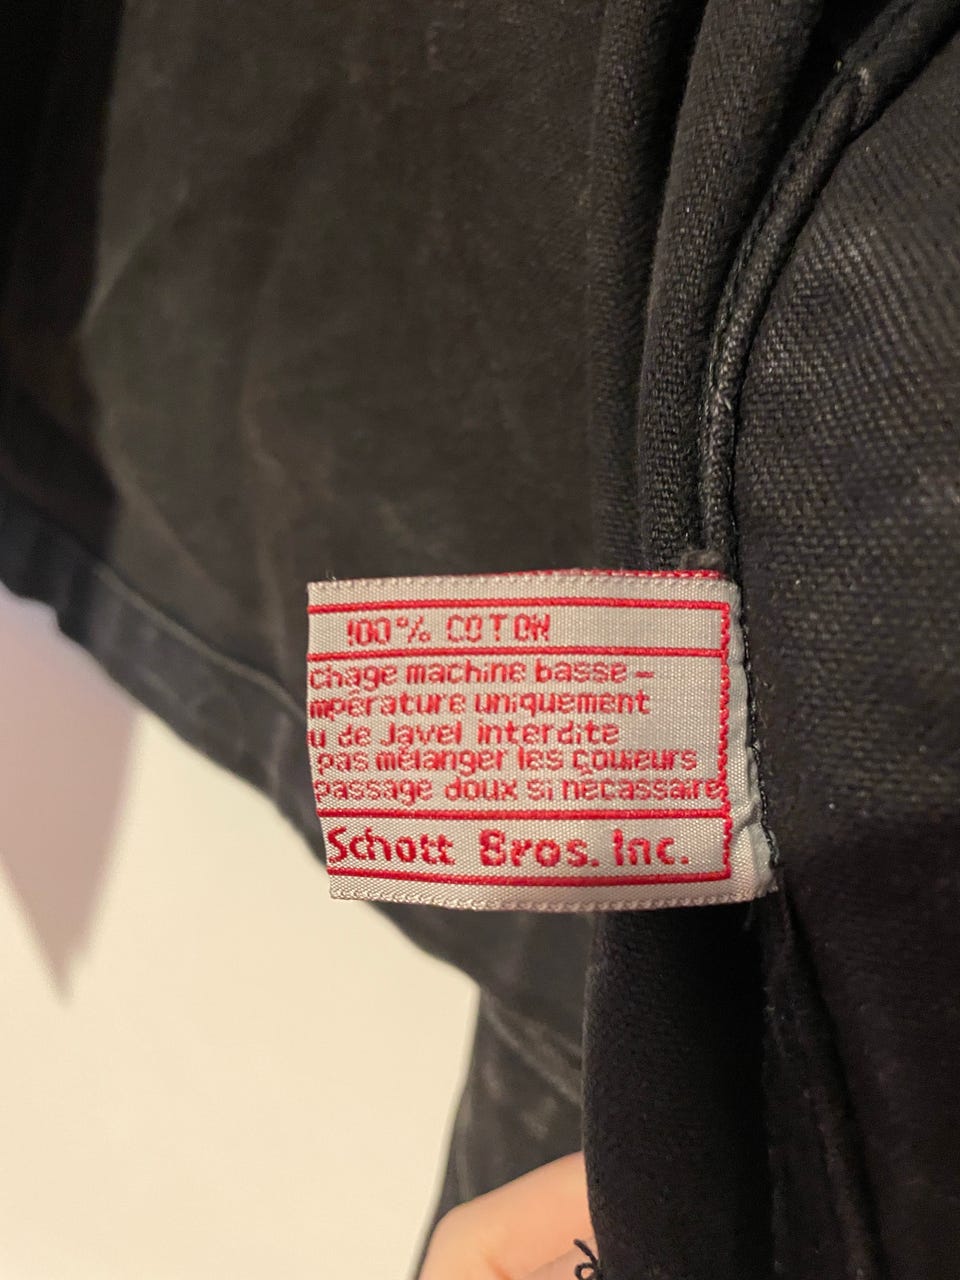 100% COTON
chage machine basse -
mpérature uniquement
u de Javel interdite
pas mélanger les couleurs
passage doux si nécassaire
Schott Bros. Inc.